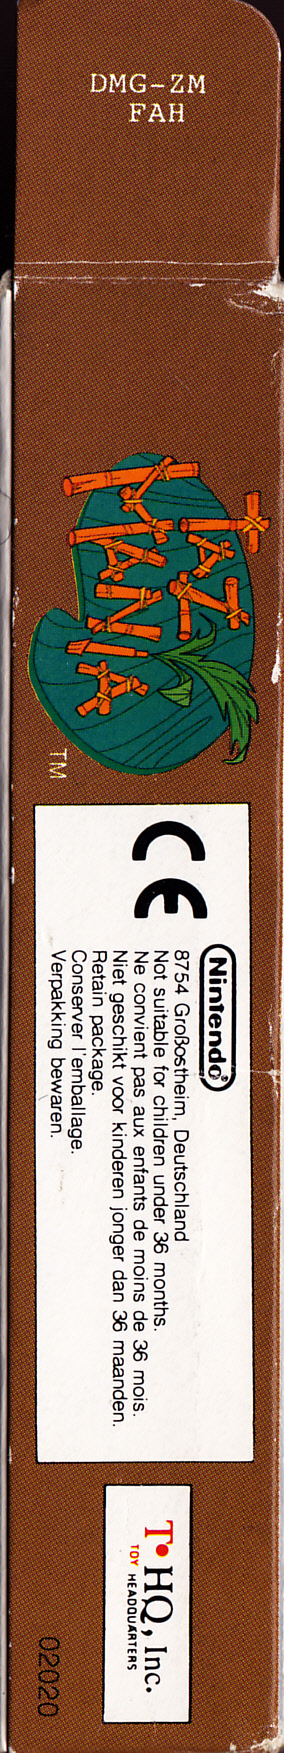 DMG-ZM
FAH
TAZ
MANIA
TM
CE
Nintendo®
8754 Großostheim, Deutschland
Not suitable for children under 36 months.
Ne convient pas aux enfants de moins de 36 mois.
Niet geschikt voor kinderen jonger dan 36 maanden.
Retain package.
Conserver l'emballage.
Verpakking bewaren.
T•HQ, Inc.
TOY HEADQUARTERS
02020